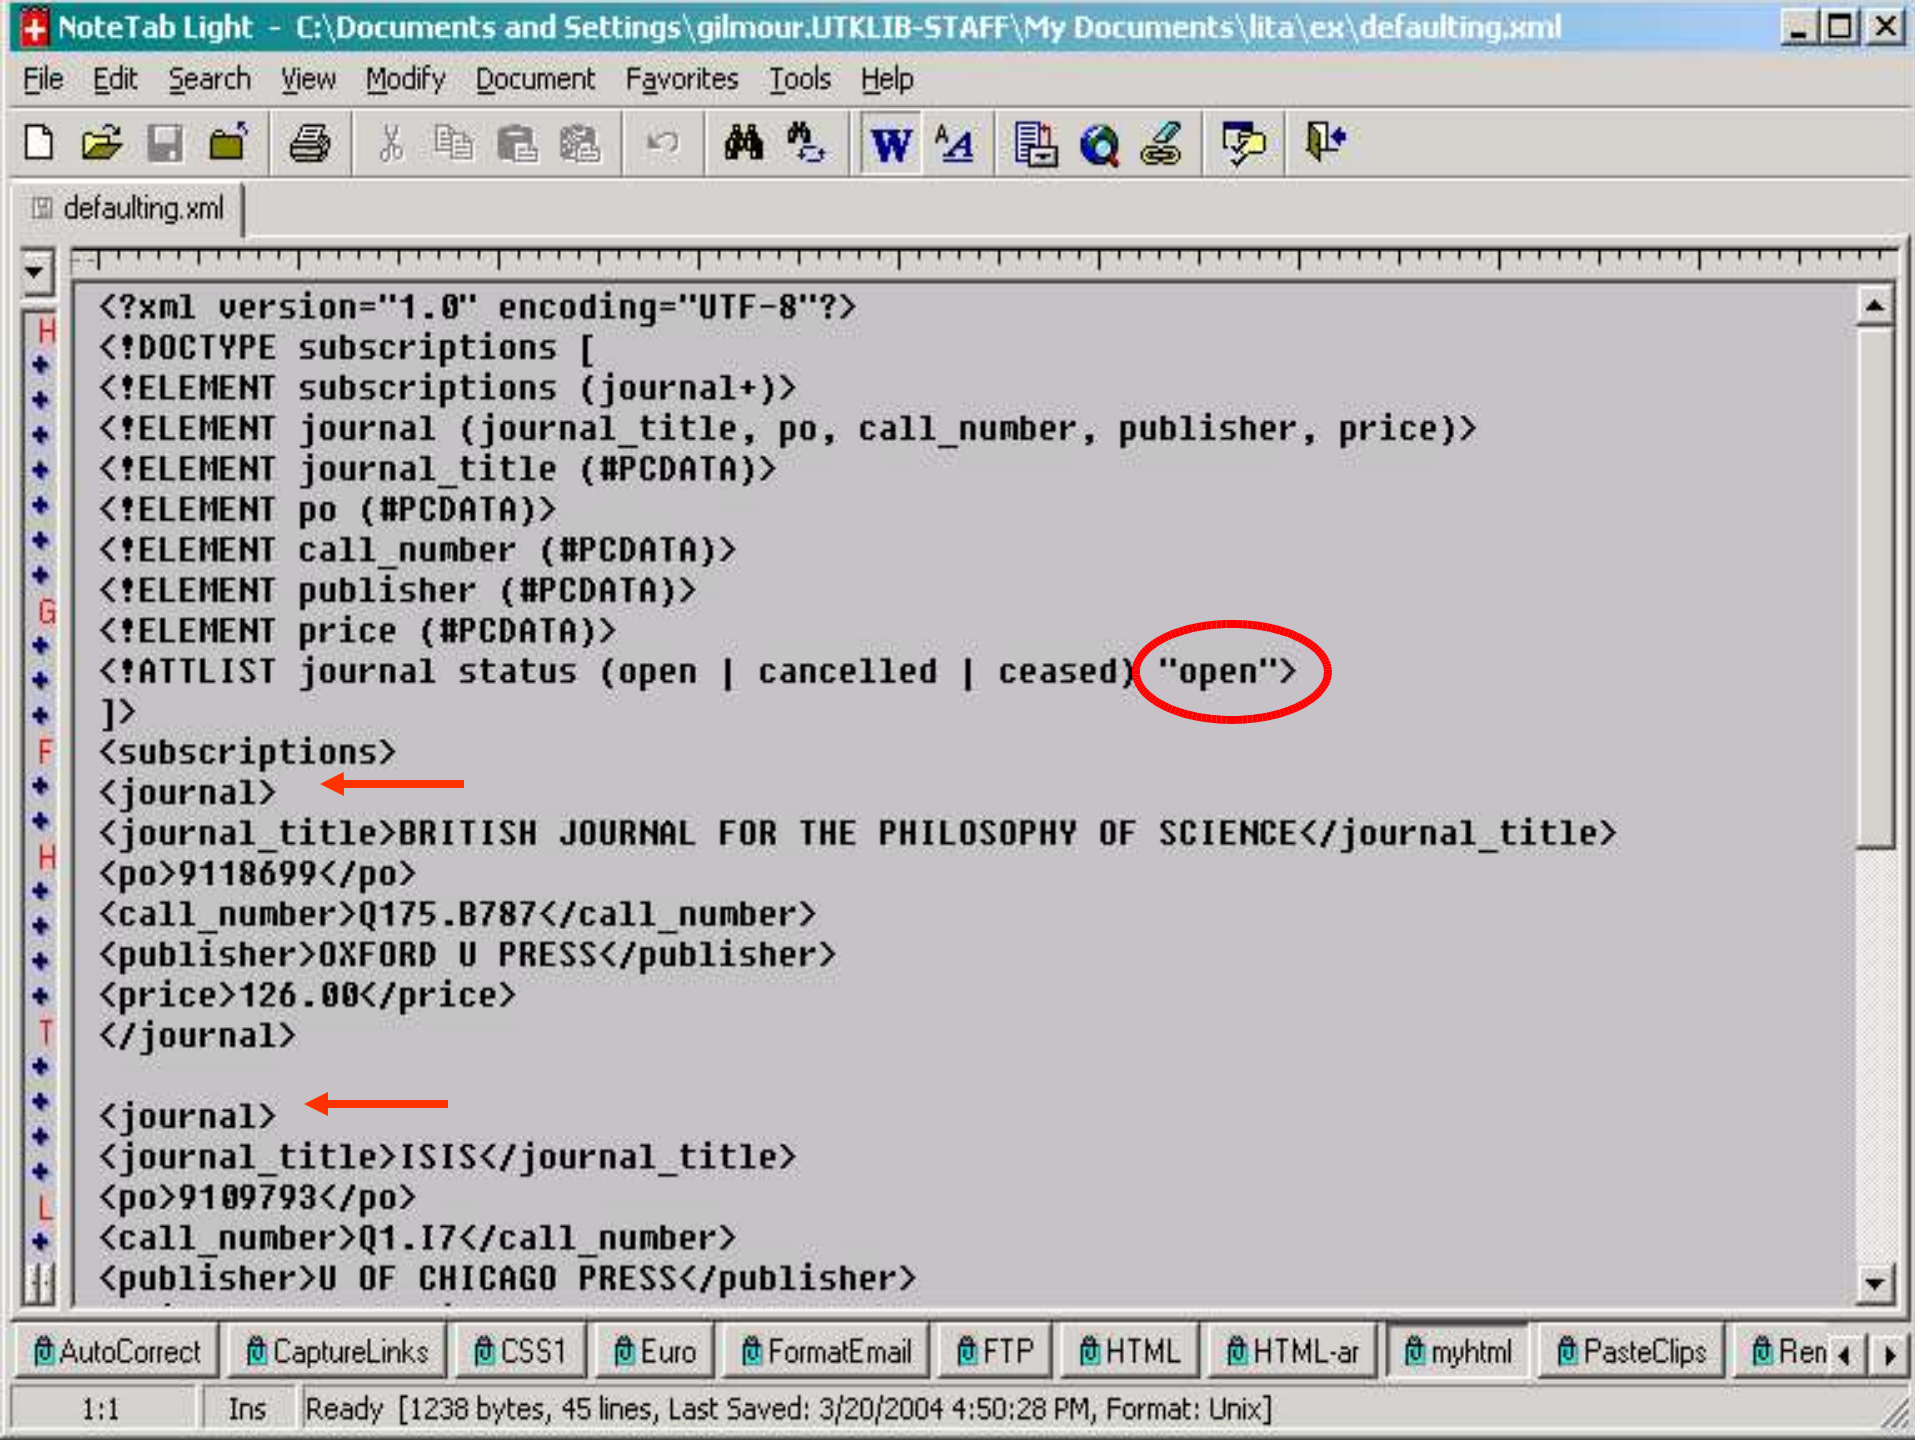 NoteTab Light - C:\Documents and Settings\gilmour.UTKLIB-STAFF\My Documents\lita\ex\defaulting.xml
File Edit Search View Modify Document Favorites Tools Help
defaulting.xml
<?xml version="1.0" encoding="UTF-8"?>
<!DOCTYPE subscriptions [
<!ELEMENT subscriptions (journal+)>
<!ELEMENT journal (journal_title, po, call_number, publisher, price)>
<!ELEMENT journal_title (#PCDATA)>
<!ELEMENT po (#PCDATA)>
<!ELEMENT call_number (#PCDATA)>
<!ELEMENT publisher (#PCDATA)>
<!ELEMENT price (#PCDATA)>
<!ATTLIST journal status (open | cancelled | ceased) "open">
]>
<subscriptions>
<journal>
<journal_title>BRITISH JOURNAL FOR THE PHILOSOPHY OF SCIENCE</journal_title>
<po>9118699</po>
<call_number>Q175.B787</call_number>
<publisher>OXFORD U PRESS</publisher>
<price>126.00</price>
</journal>
<journal>
<journal_title>ISIS</journal_title>
<po>9109793</po>
<call_number>Q1.I7</call_number>
<publisher>U OF CHICAGO PRESS</publisher>
H
G
F
H
T
L
AutoCorrect CaptureLinks CSS1 Euro FormatEmail FTP HTML HTML-ar myhtml PasteClips Ren
1:1 Ins Ready [1238 bytes, 45 lines, Last Saved: 3/20/2004 4:50:28 PM, Format: Unix]